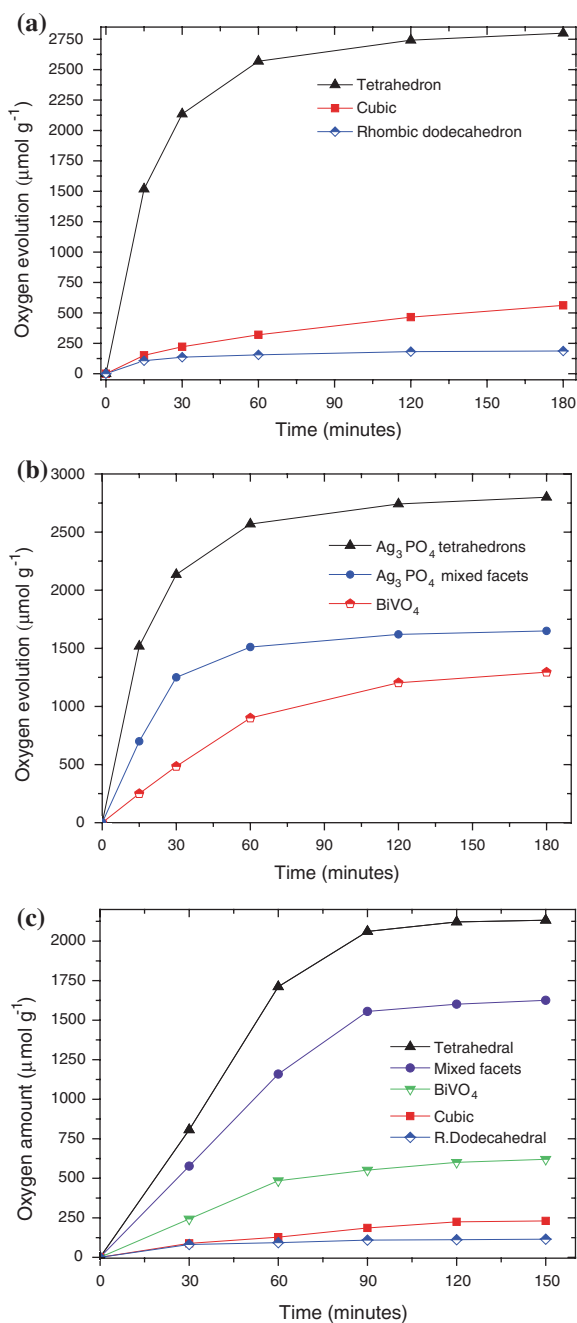 (a)
2750
2500
2250
2000
1750
1500
1250
1000
750
500
250
0
Oxygen evolution (μmol g⁻¹)
Tetrahedron
Cubic
Rhombic dodecahedron
0 30 60 90 120 150 180
Time (minutes)
(b)
3000
2500
2000
1500
1000
500
0
Oxygen evolution (μmol g⁻¹)
Ag₃PO₄ tetrahedrons
Ag₃PO₄ mixed facets
BiVO₄
0 30 60 90 120 150 180
Time (minutes)
(c)
2000
1750
1500
1250
1000
750
500
250
0
Oxygen amount (μmol g⁻¹)
Tetrahedral
Mixed facets
BiVO₄
Cubic
R.Dodecahedral
0 30 60 90 120 150
Time (minutes)